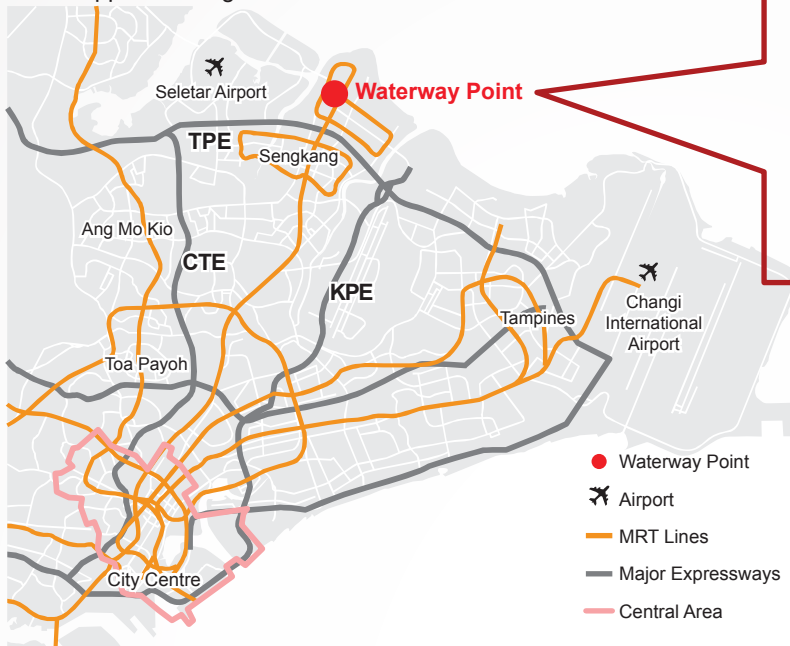 Seletar Airport
Waterway Point
TPE
Sengkang
Ang Mo Kio
CTE
KPE
Tampines
Changi
International
Airport
Toa Payoh
City Centre
Waterway Point
Airport
MRT Lines
Major Expressways
Central Area